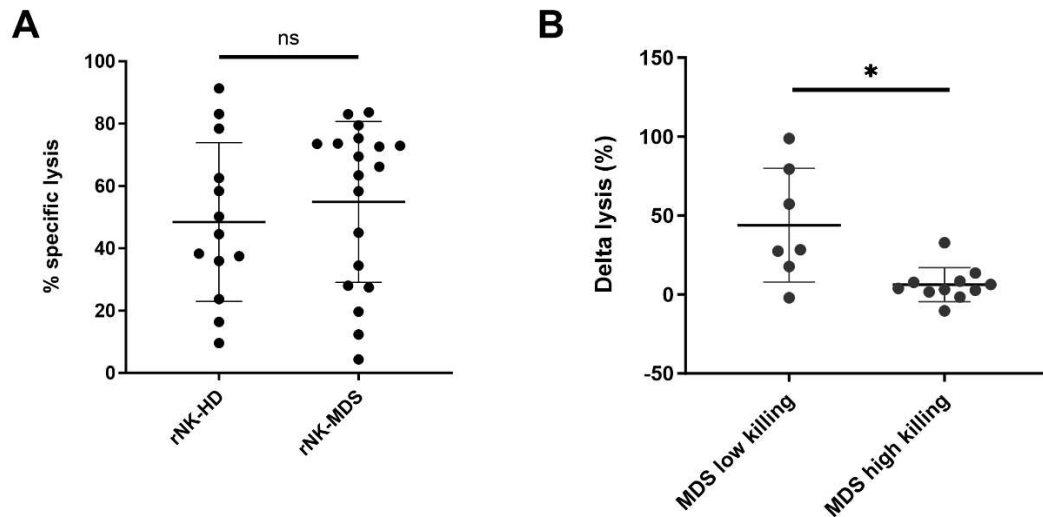 A
ns
100
80
60
40
20
0
% specific lysis
rNK-HD
rNK-MDS
B
*
150
100
50
0
-50
Delta lysis (%)
MDS low killing
MDS high killing